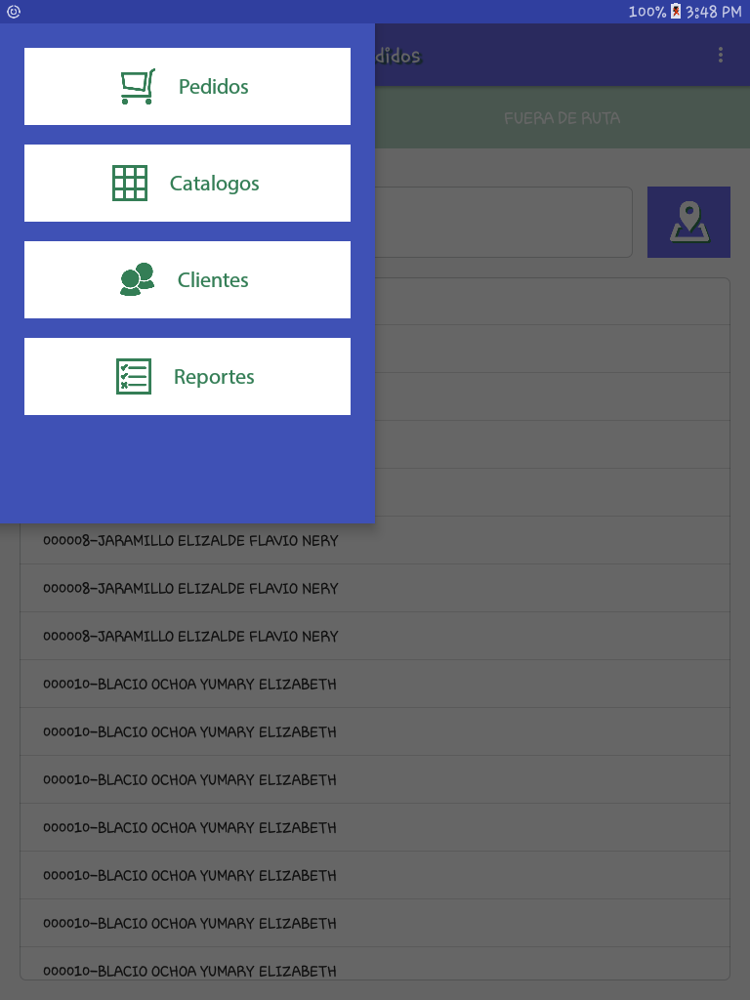 100% 3:48 PM
didos
FUERA DE RUTA
Pedidos
Catalogos
Clientes
Reportes
000008-JARAMILLO ELIZALDE FLAVIO NERY
000008-JARAMILLO ELIZALDE FLAVIO NERY
000008-JARAMILLO ELIZALDE FLAVIO NERY
000010-BLACIO OCHOA YUMARY ELIZABETH
000010-BLACIO OCHOA YUMARY ELIZABETH
000010-BLACIO OCHOA YUMARY ELIZABETH
000010-BLACIO OCHOA YUMARY ELIZABETH
000010-BLACIO OCHOA YUMARY ELIZABETH
000010-BLACIO OCHOA YUMARY ELIZABETH
000010-BLACIO OCHOA YUMARY ELIZABETH